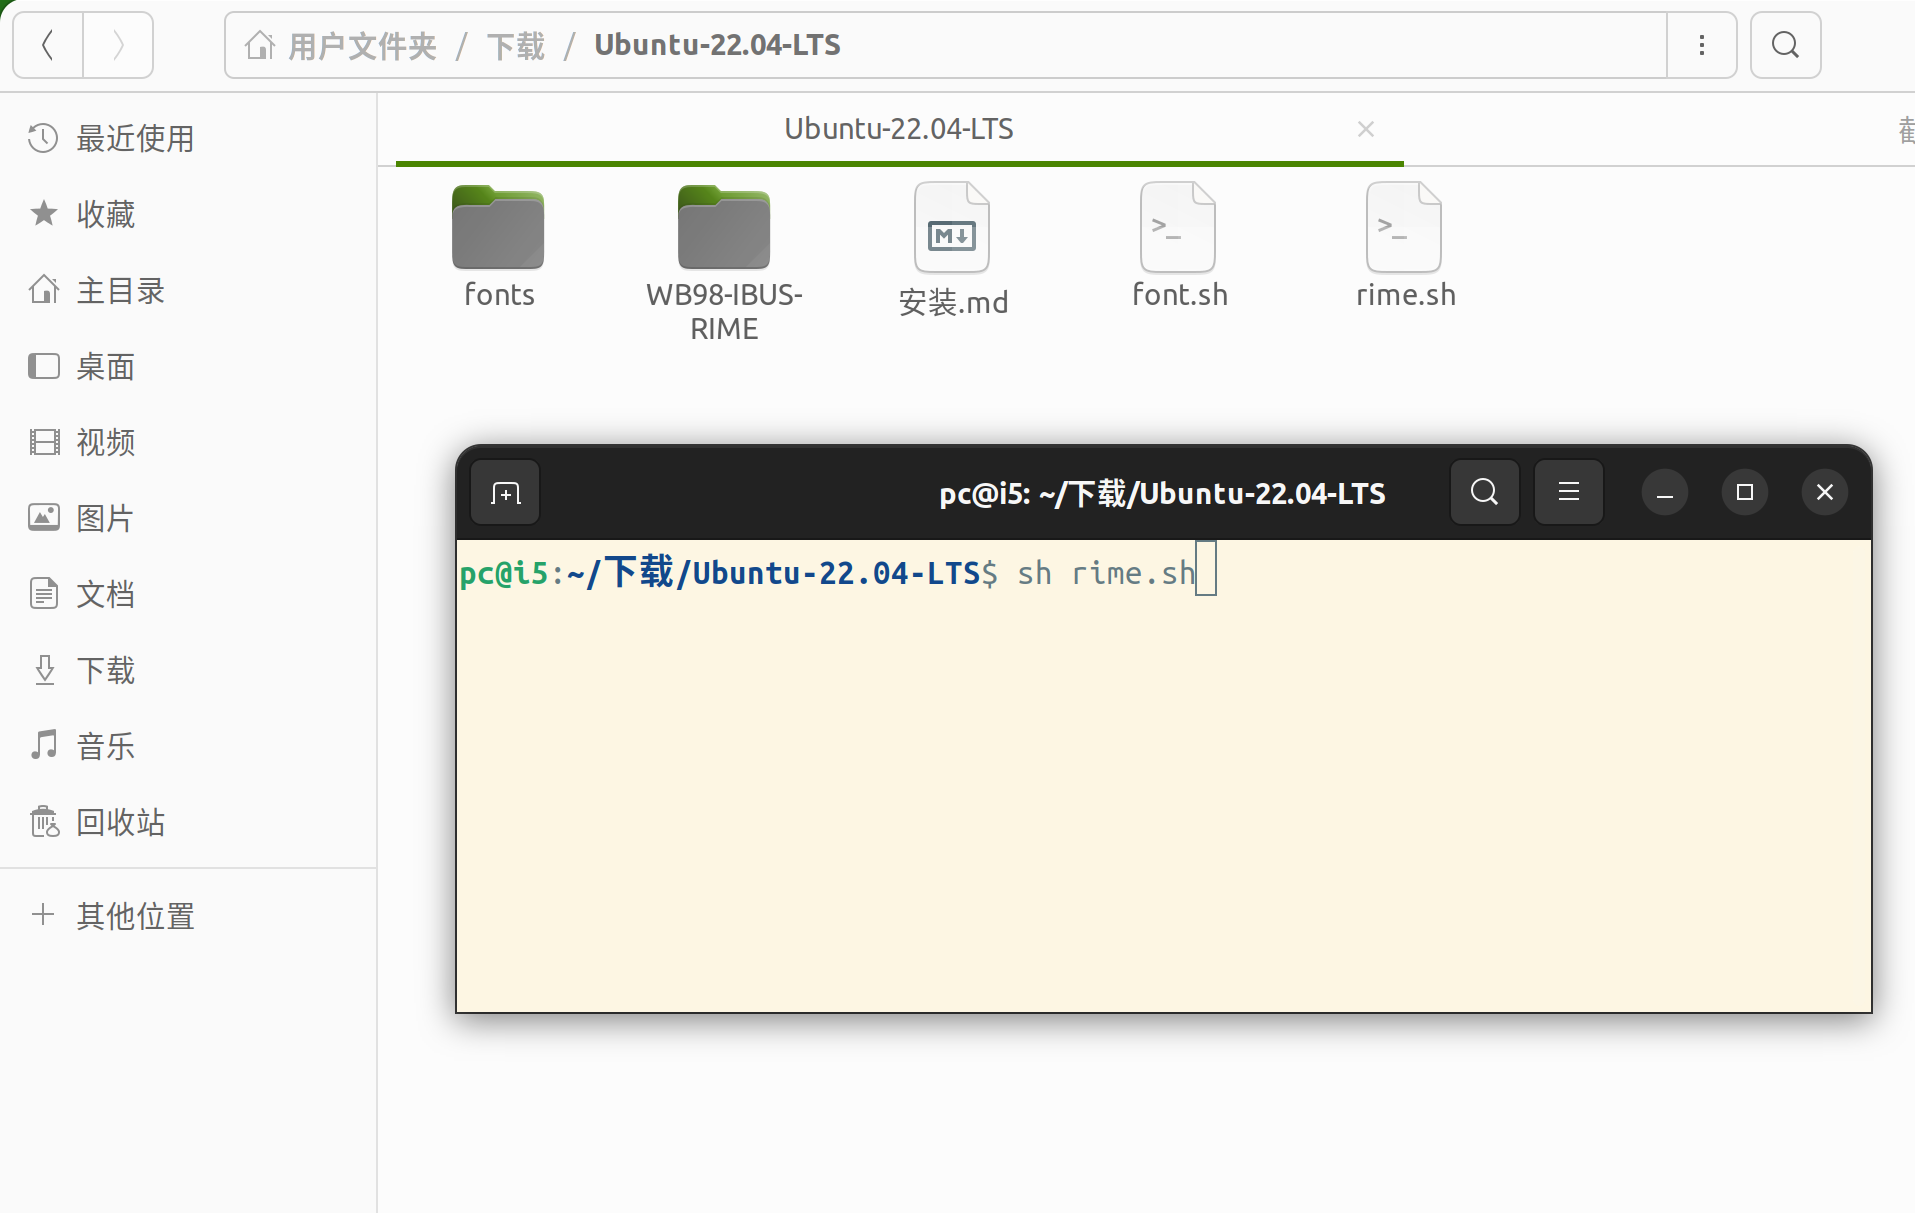 用户文件夹 / 下载 / Ubuntu-22.04-LTS
最近使用
收藏
主目录
桌面
视频
图片
文档
下载
音乐
回收站
其他位置
Ubuntu-22.04-LTS
fonts
WB98-IBUS-
RIME
安装.md
font.sh
rime.sh
pc@i5: ~/下载/Ubuntu-22.04-LTS
pc@i5:~/下载/Ubuntu-22.04-LTS$ sh rime.sh